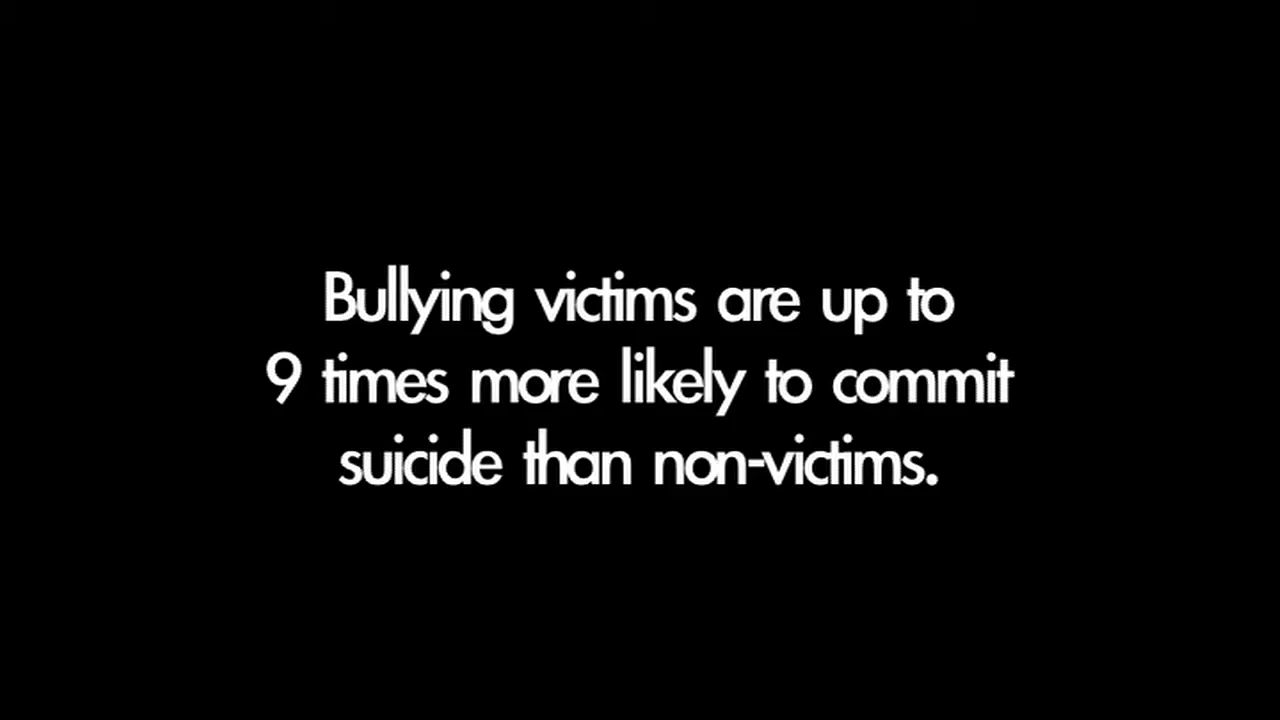 Bullying victims are up to
9 times more likely to commit
suicide than non-victims.